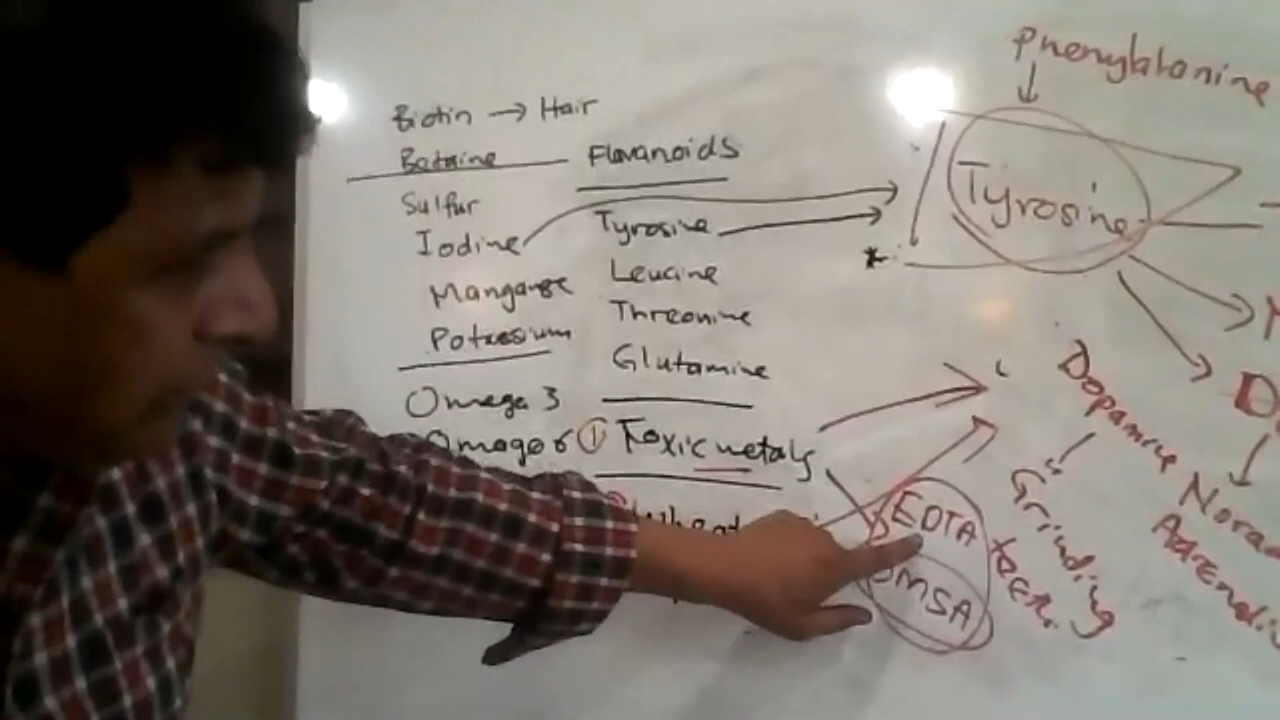 Biotin → Hair
Betaine
Sulfur
Iodine
Manganese
Potassium
Omega 3
Omega 6
Flavanoids
Tyrosine
Leucine
Threonine
Glutamine
① Toxic metals
EDTA
DMSA
Phenylalanine
Tyrosine
Dopamine
Grinding
teeth
Nora
Adrenali